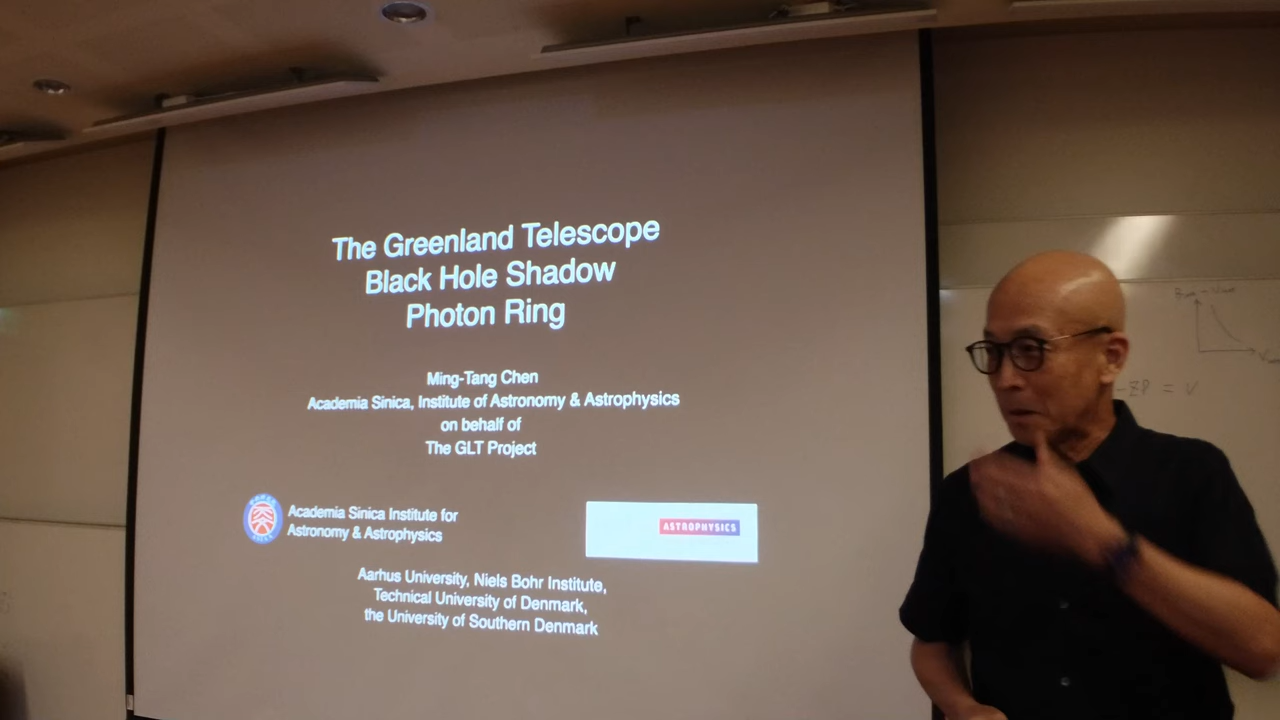 The Greenland Telescope
Black Hole Shadow
Photon Ring
Ming-Tang Chen
Academia Sinica, Institute of Astronomy & Astrophysics
on behalf of
The GLT Project
Academia Sinica Institute for
Astronomy & Astrophysics
ASTROPHYSICS
Aarhus University, Niels Bohr Institute,
Technical University of Denmark,
the University of Southern Denmark
= V